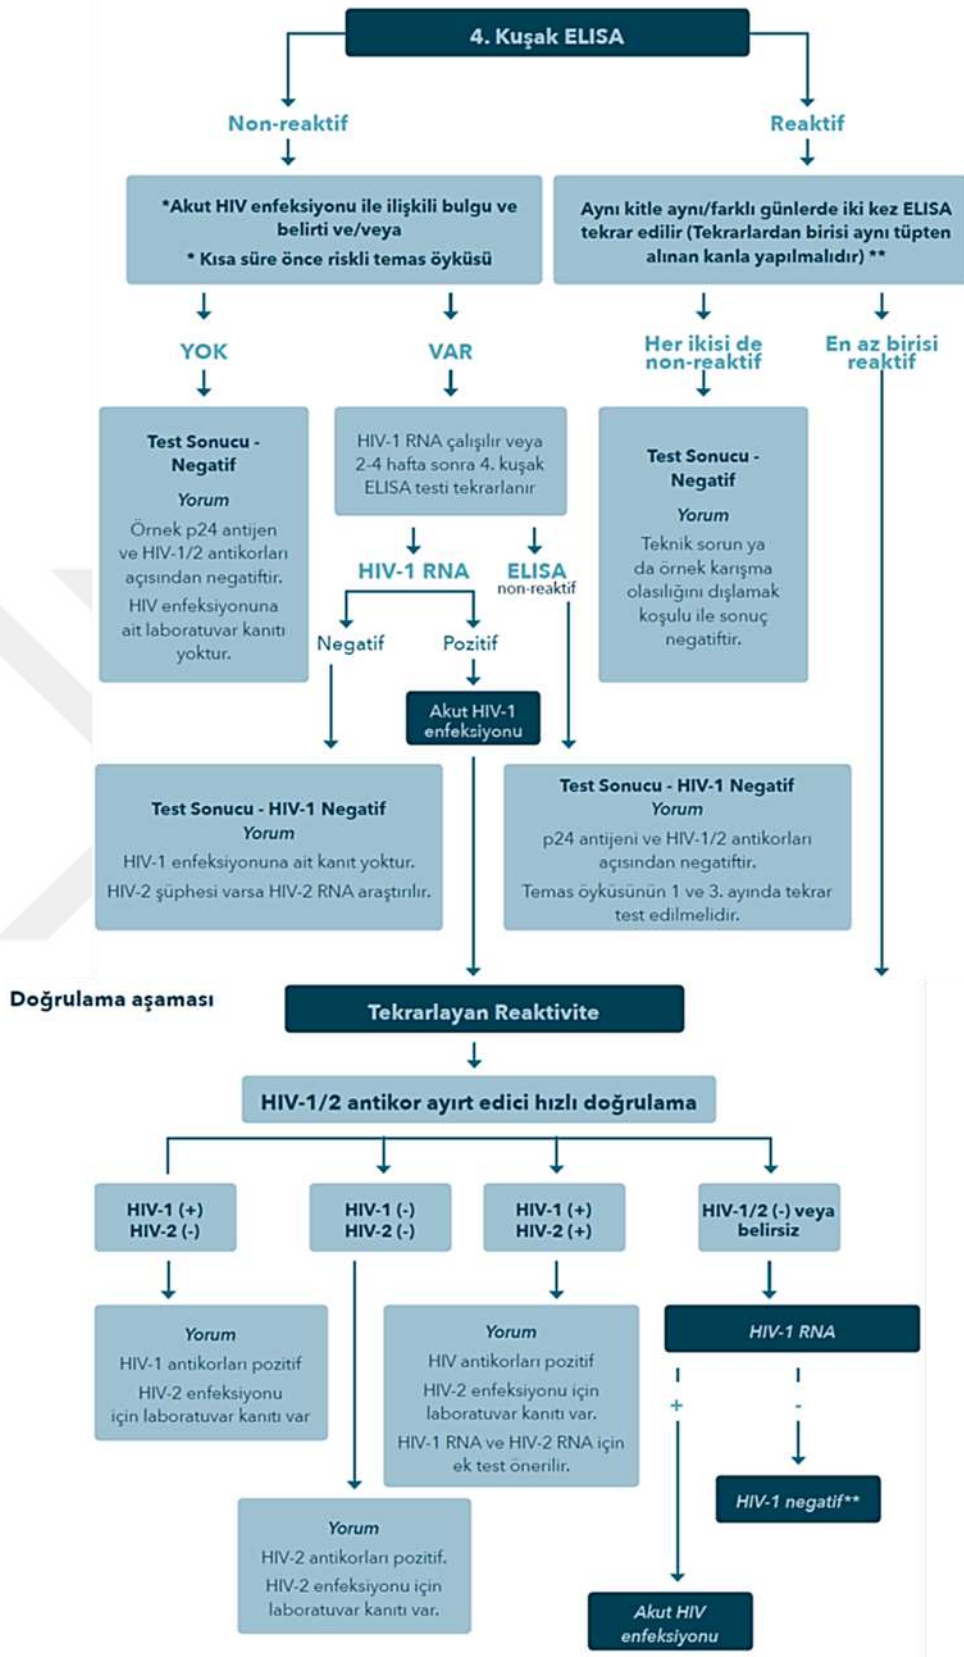 4. Kuşak ELISA
Non-reaktif
Reaktif
*Akut HIV enfeksiyonu ile ilişkili bulgu ve
belirti ve/veya
* Kısa süre önce riskli temas öyküsü
Aynı kitle aynı/farklı günlerde iki kez ELISA
tekrar edilir (Tekrarlardan birisi aynı tüpten
alınan kanla yapılmalıdır) **
YOK
VAR
Her ikisi de
non-reaktif
En az birisi
reaktif
Test Sonucu -
Negatif
Yorum
Örnek p24 antijen
ve HIV-1/2 antikorları
açısından negatiftir.
HIV enfeksiyonuna
ait laboratuvar kanıtı
yoktur.
HIV-1 RNA çalışılır veya
2-4 hafta sonra 4. kuşak
ELISA testi tekrarlanır
Test Sonucu -
Negatif
Yorum
Teknik sorun ya
da örnek karışma
olasılığını dışlamak
koşulu ile sonuç
negatiftir.
HIV-1 RNA
ELISA
non-reaktif
Negatif
Pozitif
Akut HIV-1
enfeksiyonu
Test Sonucu - HIV-1 Negatif
Yorum
HIV-1 enfeksiyonuna ait kanıt yoktur.
HIV-2 şüphesi varsa HIV-2 RNA araştırılır.
Test Sonucu - HIV-1 Negatif
Yorum
p24 antijeni ve HIV-1/2 antikorları
açısından negatiftir.
Temas öyküsünün 1 ve 3. ayında tekrar
test edilmelidir.
Doğrulama aşaması
Tekrarlayan Reaktivite
HIV-1/2 antikor ayırt edici hızlı doğrulama
HIV-1 (+)
HIV-2 (-)
HIV-1 (-)
HIV-2 (-)
HIV-1 (+)
HIV-2 (+)
HIV-1/2 (-) veya
belirsiz
Yorum
HIV-1 antikorları pozitif
HIV-2 enfeksiyonu
için laboratuvar kanıtı var
Yorum
HIV antikorları pozitif
HIV-2 enfeksiyonu için
laboratuvar kanıtı var.
HIV-1 RNA ve HIV-2 RNA için
ek test önerilir.
HIV-1 RNA
+
-
HIV-1 negatif**
Yorum
HIV-2 antikorları pozitif.
HIV-2 enfeksiyonu için
laboratuvar kanıtı var.
Akut HIV
enfeksiyonu